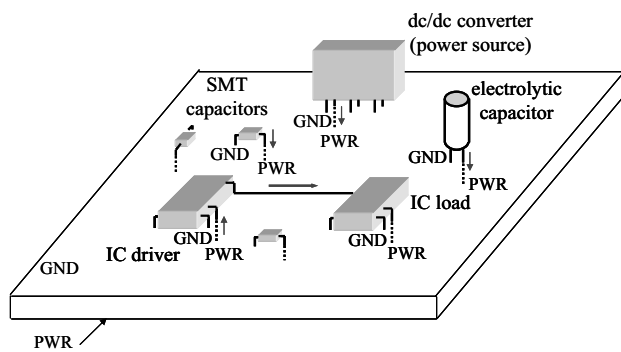 dc/dc converter
(power source)
SMT
capacitors
electrolytic
capacitor
GND
PWR
GND
PWR
GND
PWR
IC load
GND
PWR
IC driver
GND
PWR
GND
PWR